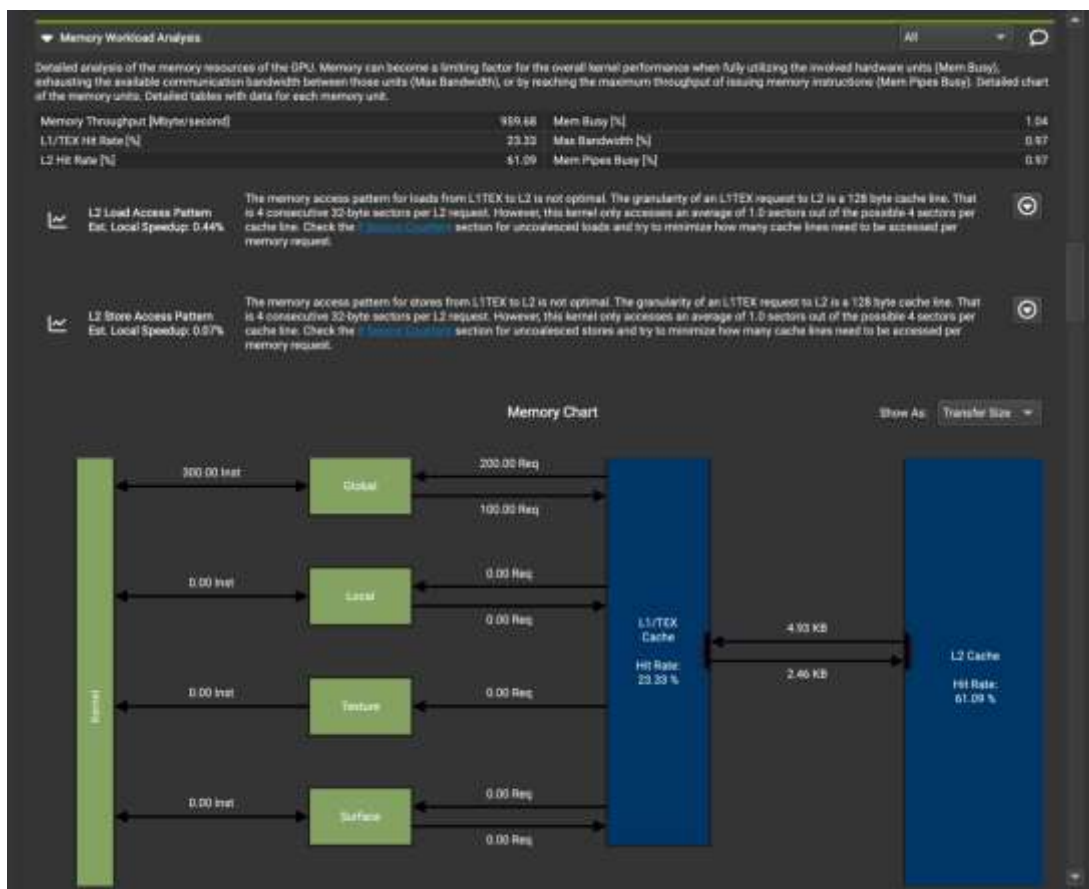 Memory Workload Analysis
All
Detailed analysis of the memory resources of the GPU. Memory can become a limiting factor for the overall kernel performance when fully utilizing the involved hardware units (Mem Busy),
exhausting the available communication bandwidth between those units (Max Bandwidth), or by reaching the maximum throughput of issuing memory instructions (Mem Pipes Busy). Detailed chart
of the memory units. Detailed tables with data for each memory unit.
Memory Throughput [Mbyte/second] 959.68 Mem Busy [%] 1.04
L1/TEX Hit Rate [%] 23.33 Max Bandwidth [%] 0.97
L2 Hit Rate [%] 61.09 Mem Pipes Busy [%] 0.97
L2 Load Access Pattern
Est. Local Speedup: 0.44%
The memory access pattern for loads from L1TEX to L2 is not optimal. The granularity of an L1TEX request to L2 is a 128 byte cache line. That
is 4 consecutive 32-byte sectors per L2 request. However, this kernel only accesses an average of 1.0 sectors out of the possible 4 sectors per
cache line. Check the Source Counters section for uncoalesced loads and try to minimize how many cache lines need to be accessed per
memory request.
L2 Store Access Pattern
Est. Local Speedup: 0.07%
The memory access pattern for stores from L1TEX to L2 is not optimal. The granularity of an L1TEX request to L2 is a 128 byte cache line. That
is 4 consecutive 32-byte sectors per L2 request. However, this kernel only accesses an average of 1.0 sectors out of the possible 4 sectors per
cache line. Check the Source Counters section for uncoalesced stores and try to minimize how many cache lines need to be accessed per
memory request.
Memory Chart
Show As: Transfer Size
Kernel
300.00 Inst
Global
200.00 Req
100.00 Req
0.00 Inst
Local
0.00 Req
0.00 Req
0.00 Inst
Texture
0.00 Req
0.00 Inst
Surface
0.00 Req
0.00 Req
L1/TEX
Cache
Hit Rate:
23.33 %
4.93 KB
2.46 KB
L2 Cache
Hit Rate:
61.09 %